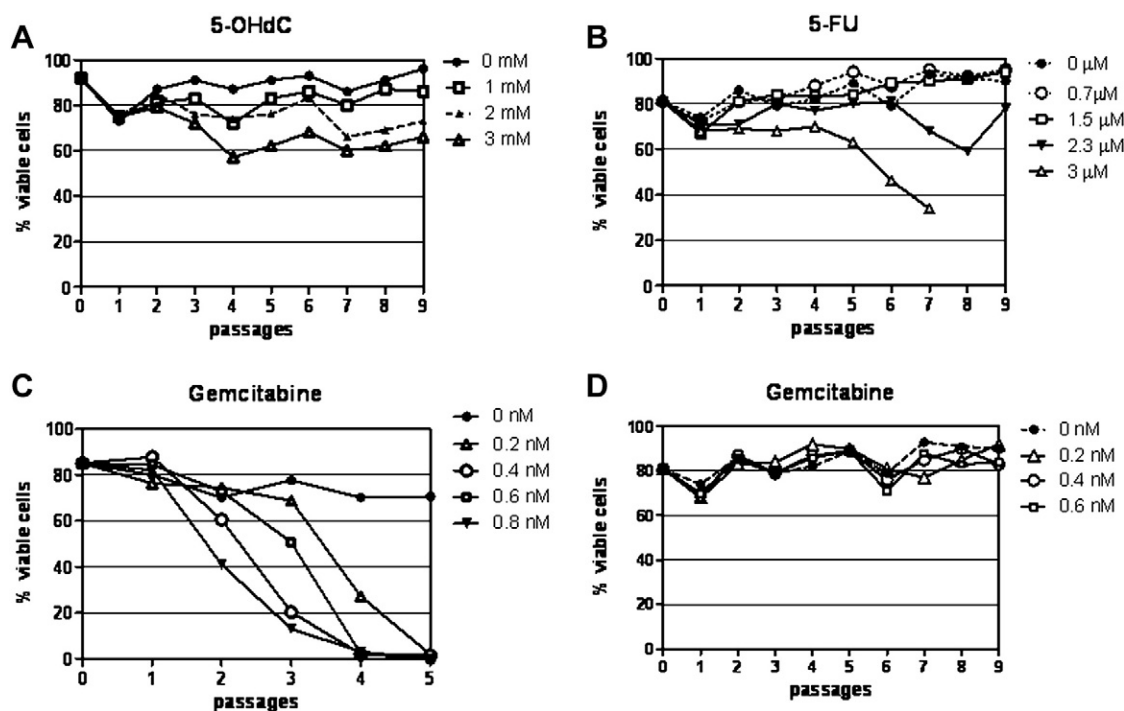 A
5-OHdC
% viable cells
100
80
60
40
20
0
0 1 2 3 4 5 6 7 8 9
passages
0 mM
1 mM
2 mM
3 mM
B
5-FU
% viable cells
100
80
60
40
20
0
0 1 2 3 4 5 6 7 8 9
passages
0 μM
0.7μM
1.5 μM
2.3 μM
3 μM
C
Gemcitabine
% viable cells
100
80
60
40
20
0
0 1 2 3 4 5
passages
0 nM
0.2 nM
0.4 nM
0.6 nM
0.8 nM
D
Gemcitabine
% viable cells
100
80
60
40
20
0
0 1 2 3 4 5 6 7 8 9
passages
0 nM
0.2 nM
0.4 nM
0.6 nM